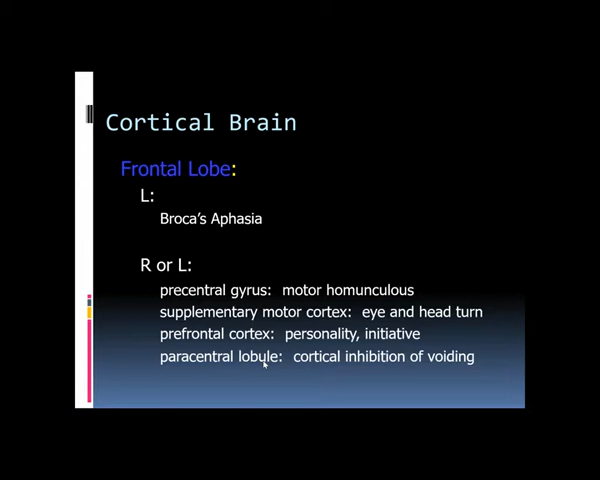 Cortical Brain
Frontal Lobe:
L:
Broca's Aphasia
R or L:
precentral gyrus: motor homunculous
supplementary motor cortex: eye and head turn
prefrontal cortex: personality, initiative
paracentral lobule: cortical inhibition of voiding